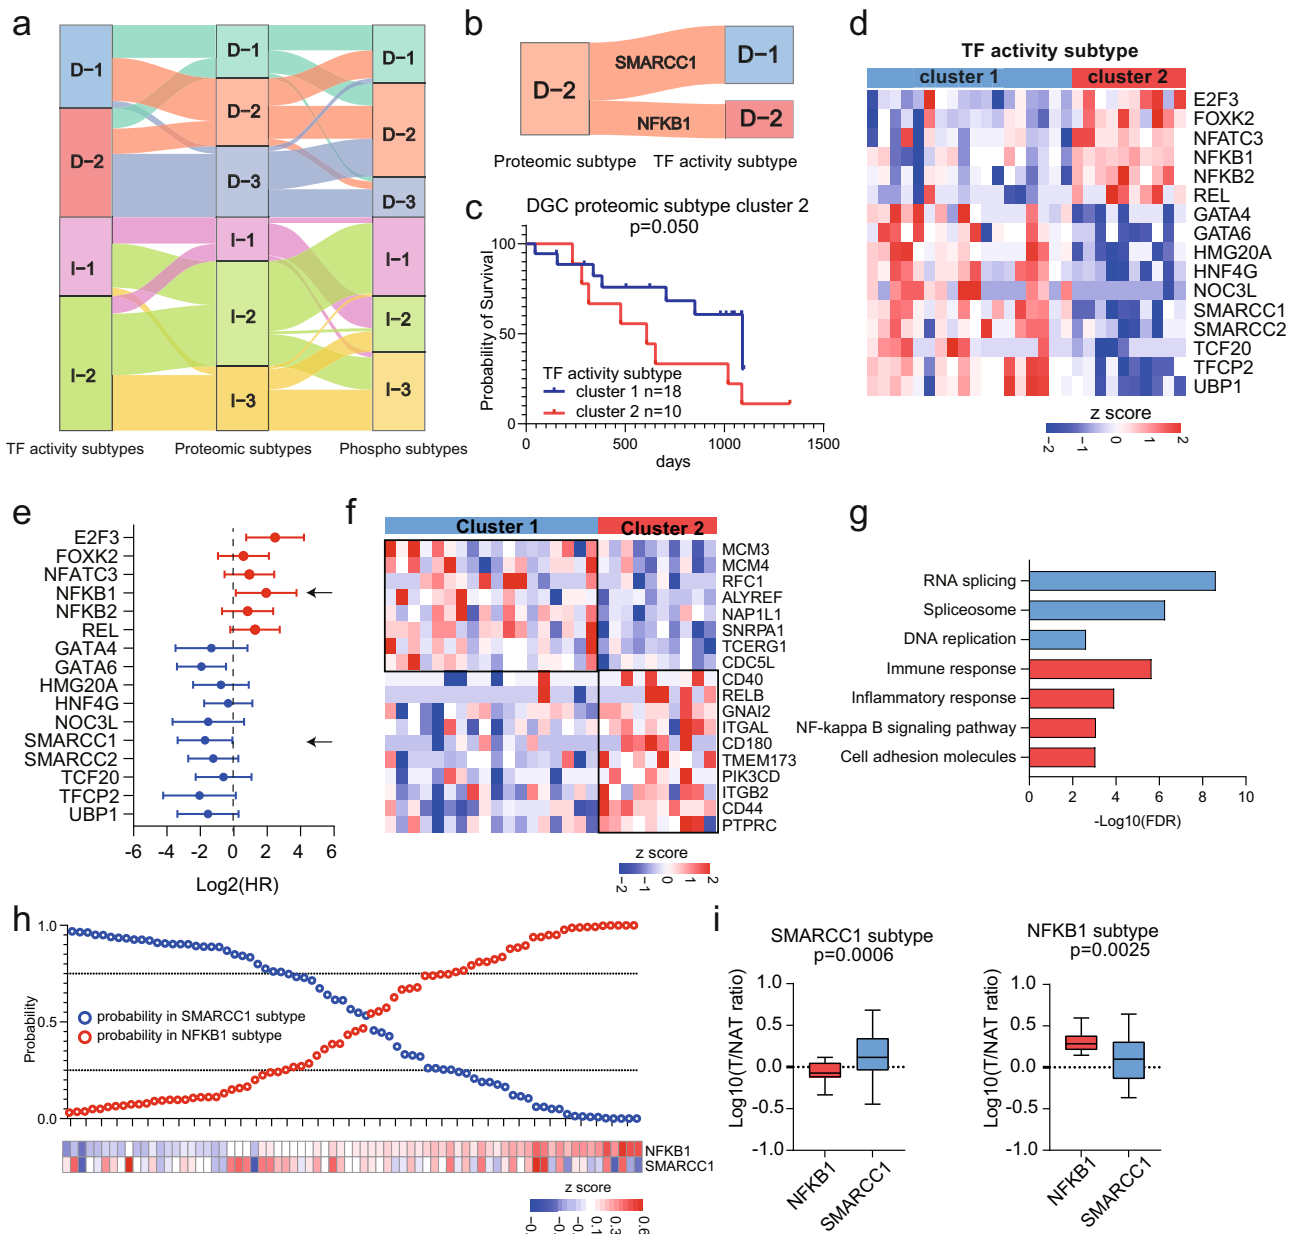 a
D-1
D-2
I-1
I-2
D-1
D-2
D-3
I-1
I-2
I-3
D-1
D-2
D-3
I-1
I-2
I-3
TF activity subtypes
Proteomic subtypes
Phospho subtypes
b
D-2
SMARCC1
NFKB1
D-1
D-2
Proteomic subtype
TF activity subtype
c
DGC proteomic subtype cluster 2
p=0.050
Probability of Survival
100
50
0
TF activity subtype
cluster 1 n=18
cluster 2 n=10
0
500
1000
1500
days
d
TF activity subtype
cluster 1
cluster 2
E2F3
FOXK2
NFATC3
NFKB1
NFKB2
REL
GATA4
GATA6
HMG20A
HNF4G
NOC3L
SMARCC1
SMARCC2
TCF20
TFCP2
UBP1
z score
-2
-1
0
1
2
e
E2F3
FOXK2
NFATC3
NFKB1
NFKB2
REL
GATA4
GATA6
HMG20A
HNF4G
NOC3L
SMARCC1
SMARCC2
TCF20
TFCP2
UBP1
-6
-4
-2
0
2
4
6
Log2(HR)
f
Cluster 1
Cluster 2
MCM3
MCM4
RFC1
ALYREF
NAP1L1
SNRPA1
TCERG1
CDC5L
CD40
RELB
GNAI2
ITGAL
CD180
TMEM173
PIK3CD
ITGB2
CD44
PTPRC
z score
-2
-1
0
1
2
g
RNA splicing
Spliceosome
DNA replication
Immune response
Inflammatory response
NF-kappa B signaling pathway
Cell adhesion molecules
0
2
4
6
8
10
-Log10(FDR)
h
1.0
0.5
0.0
Probability
probability in SMARCC1 subtype
probability in NFKB1 subtype
NFKB1
SMARCC1
z score
-0.
-0.
-0.
0.1
0.3
0.6
i
SMARCC1 subtype
p=0.0006
Log10(T/NAT ratio)
1.0
0.5
0.0
-0.5
-1.0
NFKB1
SMARCC1
NFKB1 subtype
p=0.0025
Log10(T/NAT ratio)
1.0
0.5
0.0
-0.5
-1.0
NFKB1
SMARCC1